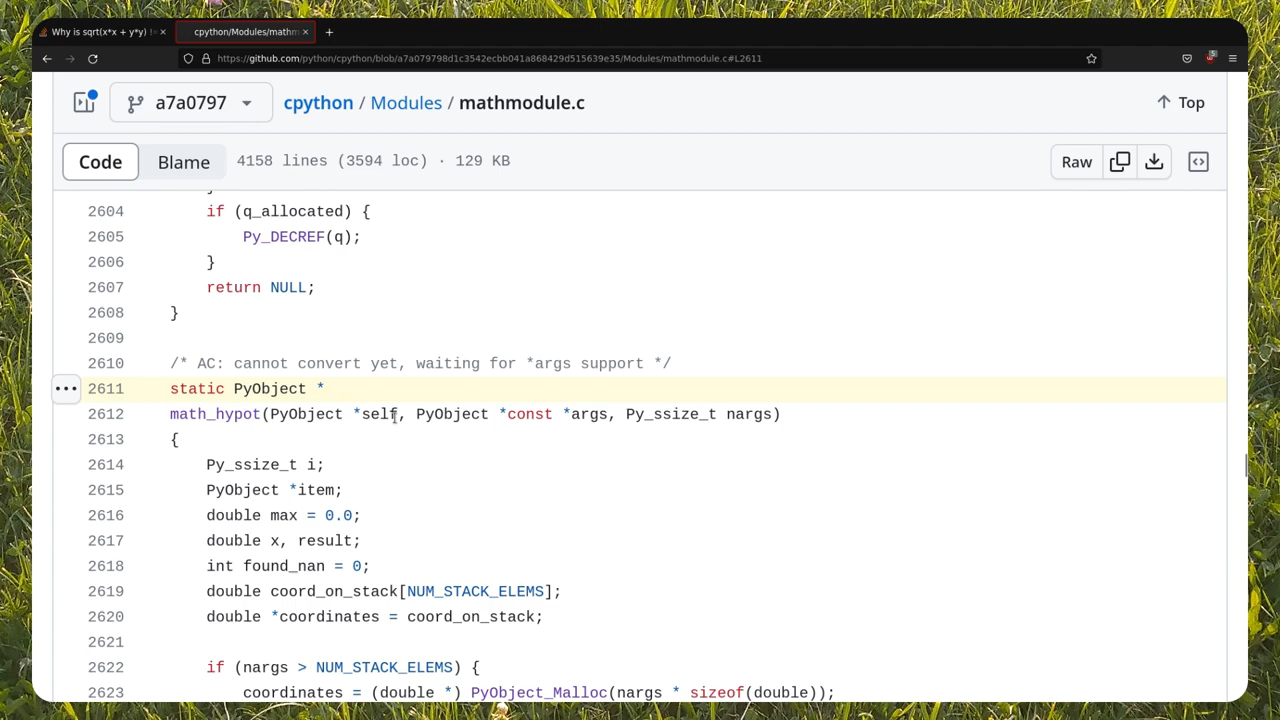 Why is sqrt(x*x + y*y) !
cpython/Modules/mathm
https://github.com/python/cpython/blob/a7a079798d1c3542ecbb041a868429d515639e35/Modules/mathmodule.c#L2611
5
a7a0797
cpython / Modules / mathmodule.c
Top
Code
Blame
4158 lines (3594 loc) · 129 KB
Raw
2604 if (q_allocated) {
2605 Py_DECREF(q);
2606 }
2607 return NULL;
2608 }
2609
2610 /* AC: cannot convert yet, waiting for *args support */
2611 static PyObject *
2612 math_hypot(PyObject *self, PyObject *const *args, Py_ssize_t nargs)
2613 {
2614 Py_ssize_t i;
2615 PyObject *item;
2616 double max = 0.0;
2617 double x, result;
2618 int found_nan = 0;
2619 double coord_on_stack[NUM_STACK_ELEMS];
2620 double *coordinates = coord_on_stack;
2621
2622 if (nargs > NUM_STACK_ELEMS) {
2623 coordinates = (double *) PyObject_Malloc(nargs * sizeof(double));